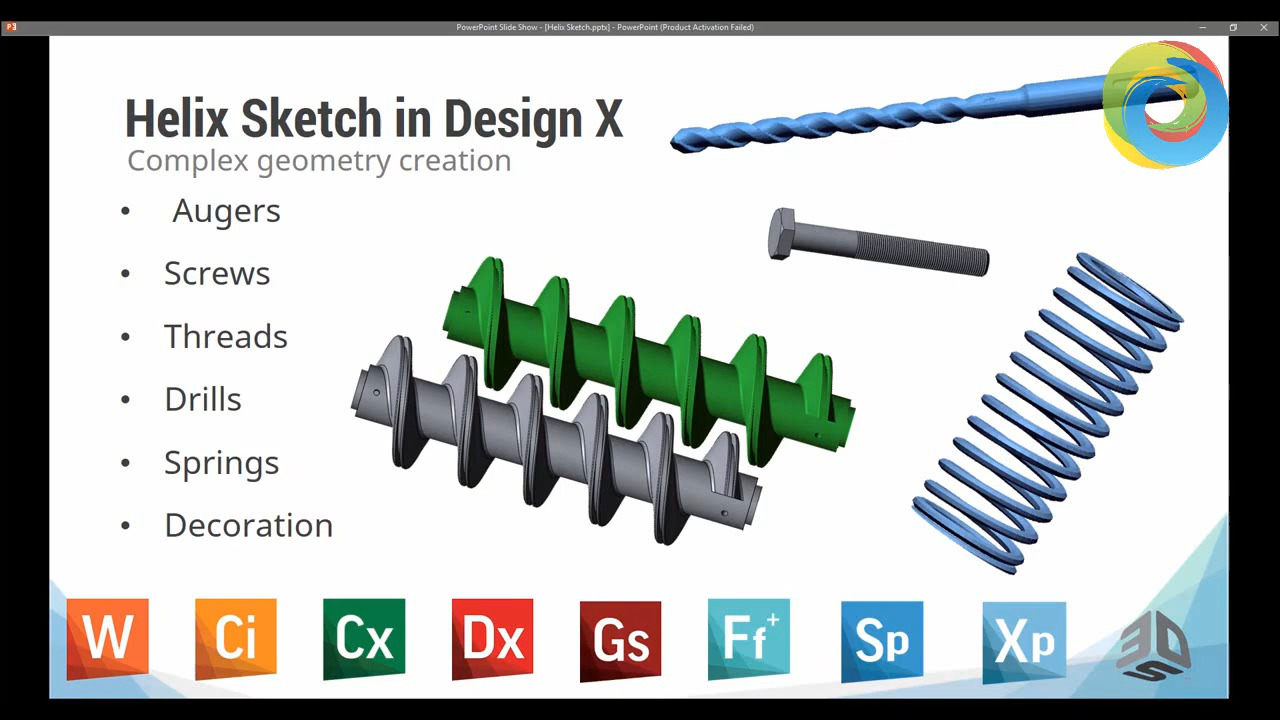 PowerPoint Slide Show - [Helix Sketch.pptx] - PowerPoint (Product Activation Failed)
Helix Sketch in Design X
Complex geometry creation
• Augers
• Screws
• Threads
• Drills
• Springs
• Decoration
W Ci Cx Dx Gs Ff+ Sp Xp
3DS